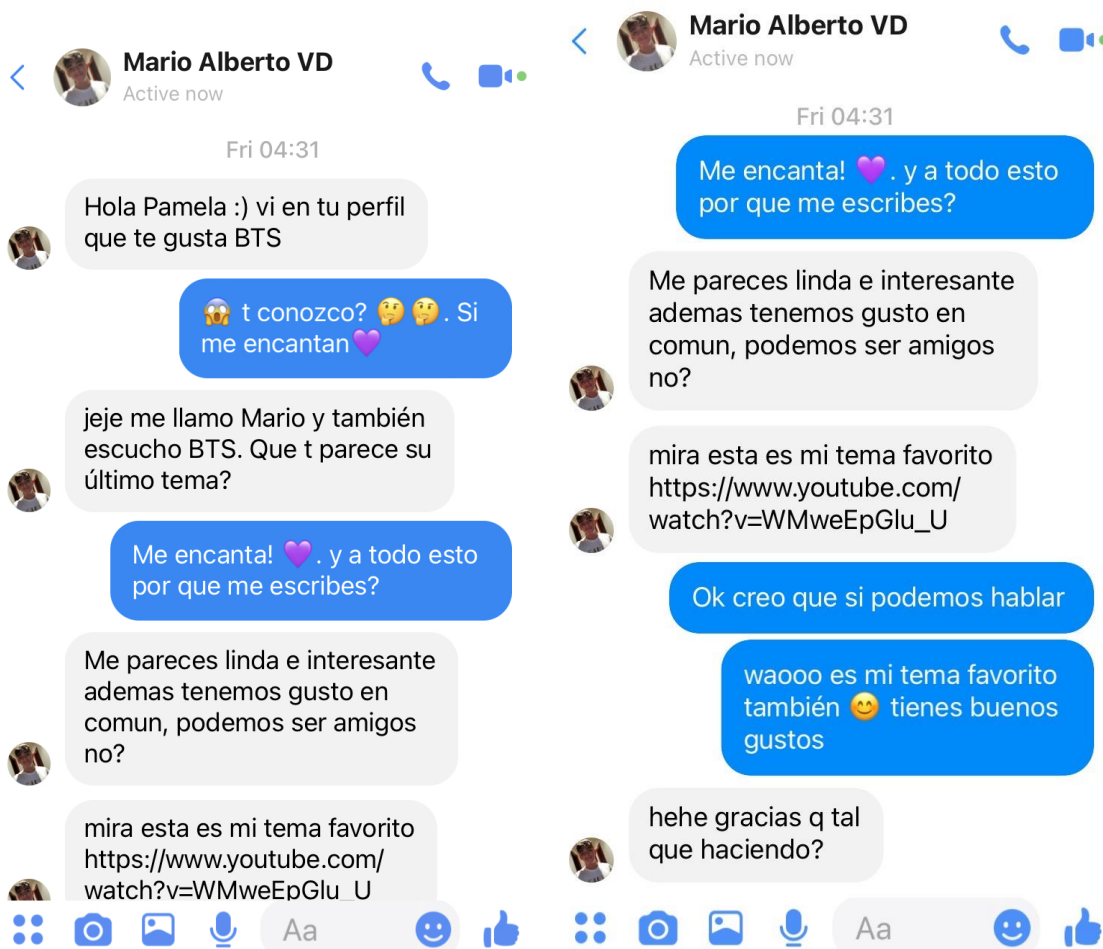 Mario Alberto VD
Active now
Fri 04:31
Hola Pamela :) vi en tu perfil
que te gusta BTS
😱 t conozco? 🤔🤔. Si
me encantan💜
jeje me llamo Mario y también
escucho BTS. Que t parece su
último tema?
Me encanta! 💜. y a todo esto
por que me escribes?
Me pareces linda e interesante
ademas tenemos gusto en
comun, podemos ser amigos
no?
mira esta es mi tema favorito
https://www.youtube.com/
watch?v=WMweEpGlu_U
Aa
Mario Alberto VD
Active now
Fri 04:31
Me encanta! 💜. y a todo esto
por que me escribes?
Me pareces linda e interesante
ademas tenemos gusto en
comun, podemos ser amigos
no?
mira esta es mi tema favorito
https://www.youtube.com/
watch?v=WMweEpGlu_U
Ok creo que si podemos hablar
waooo es mi tema favorito
también 😊 tienes buenos
gustos
hehe gracias q tal
que haciendo?
Aa